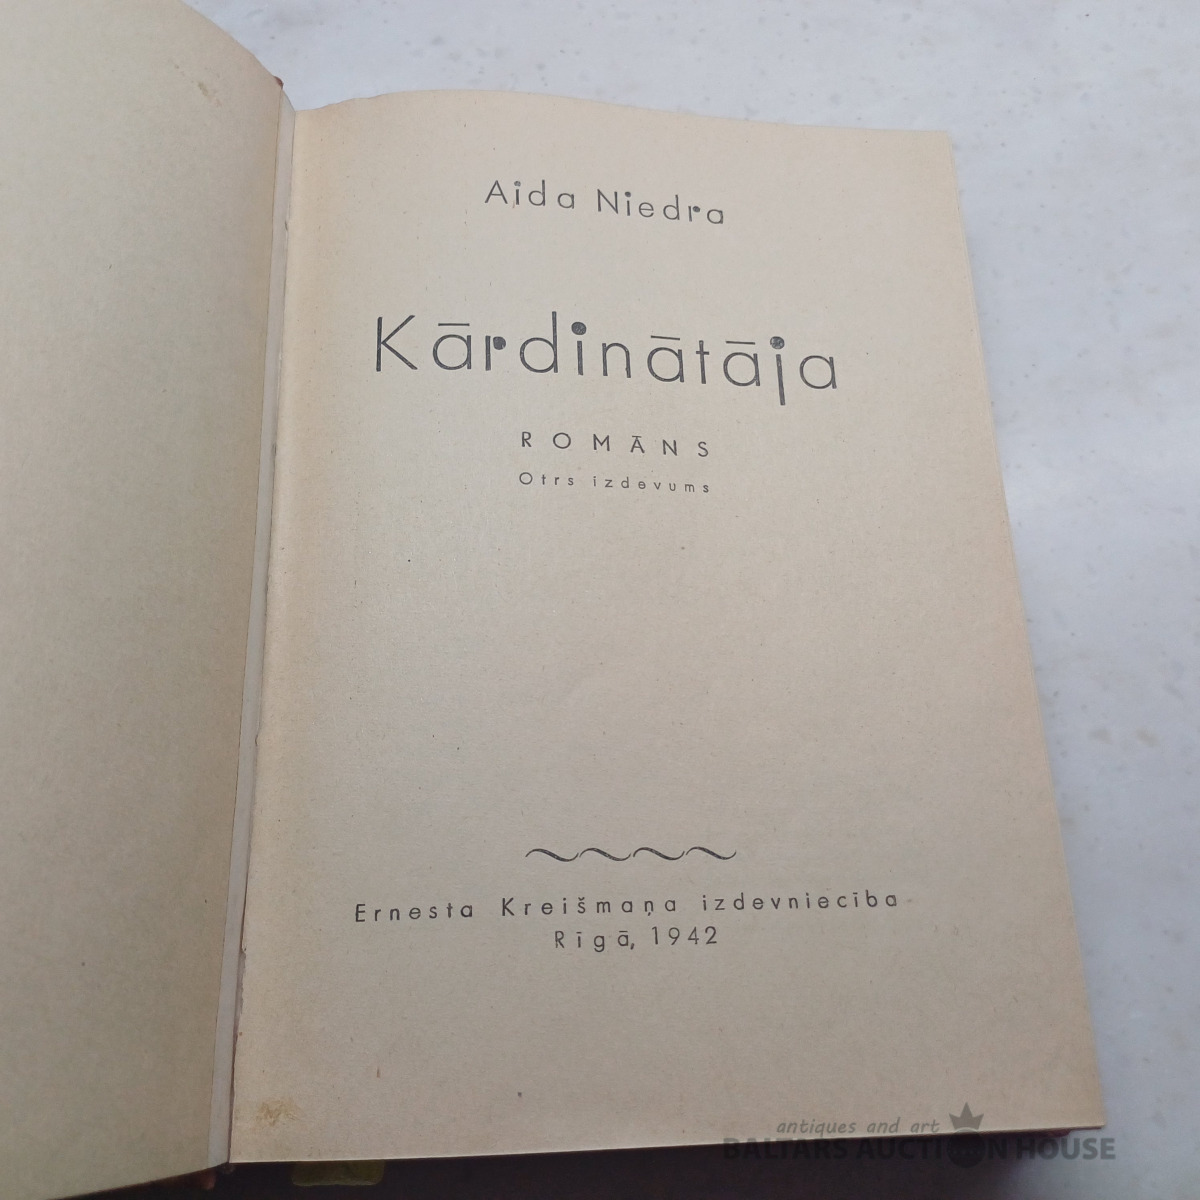 Aida Niedra
Kārdinātāja
ROMĀNS
Otrs izdevums
Ernesta Kreišmaņa izdevniecība
Rīgā, 1942
antiques and art
BALTARS AUCTION HOUSE